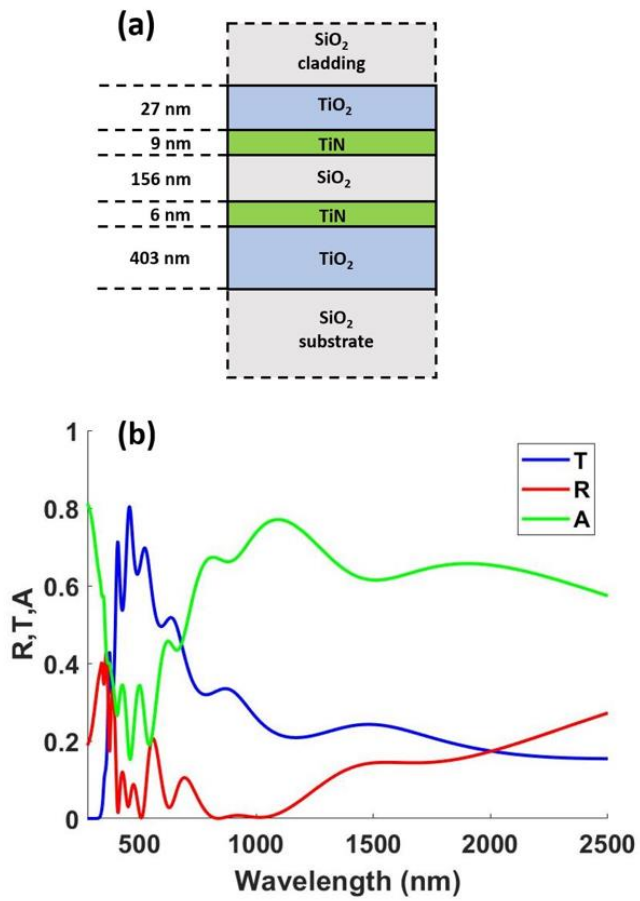 (a)
SiO₂
cladding
27 nm
TiO₂
9 nm
TiN
156 nm
SiO₂
6 nm
TiN
403 nm
TiO₂
SiO₂
substrate
(b)
1
0.8
0.6
0.4
0.2
0
R,T,A
T
R
A
500
1000
1500
2000
2500
Wavelength (nm)